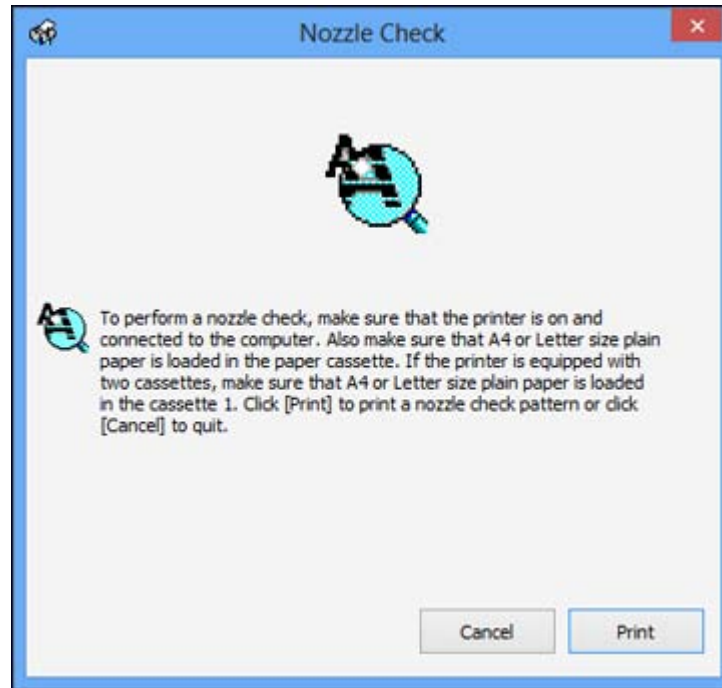 Nozzle Check
To perform a nozzle check, make sure that the printer is on and
connected to the computer. Also make sure that A4 or Letter size plain
paper is loaded in the paper cassette. If the printer is equipped with
two cassettes, make sure that A4 or Letter size plain paper is loaded
in the cassette 1. Click [Print] to print a nozzle check pattern or click
[Cancel] to quit.
Cancel
Print